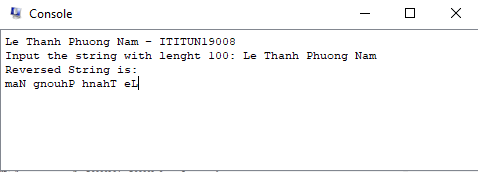 Console
Le Thanh Phuong Nam - ITITUN19008
Input the string with lenght 100: Le Thanh Phuong Nam
Reversed String is:
maN gnouhP hnahT eL